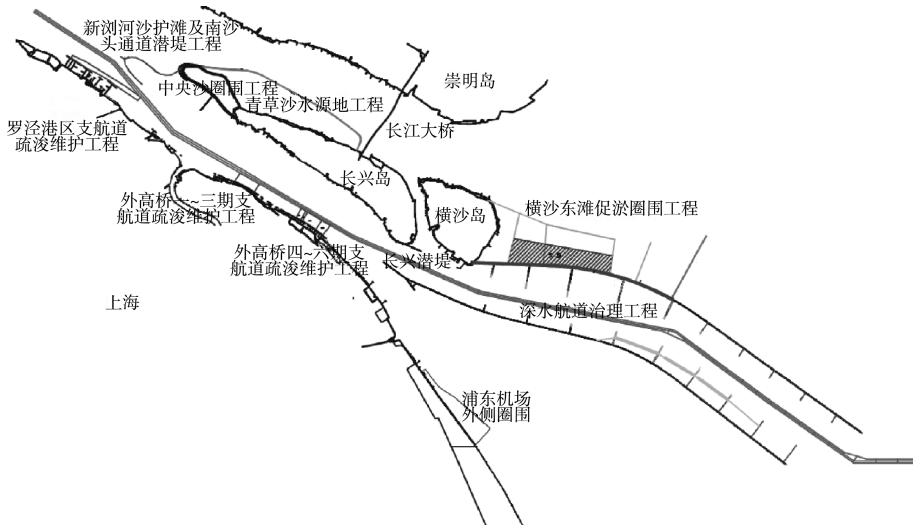 新浏河沙护滩及南沙
头通道潜堤工程
崇明岛
中央沙圈围工程
青草沙水源地工程
长江大桥
罗泾港区支航道
疏浚维护工程
长兴岛
外高桥一~三期支
航道疏浚维护工程
横沙岛
横沙东滩促淤圈围工程
外高桥四~六期支
航道疏浚维护工程
长兴潜堤
上海
深水航道治理工程
浦东机场
外侧圈围